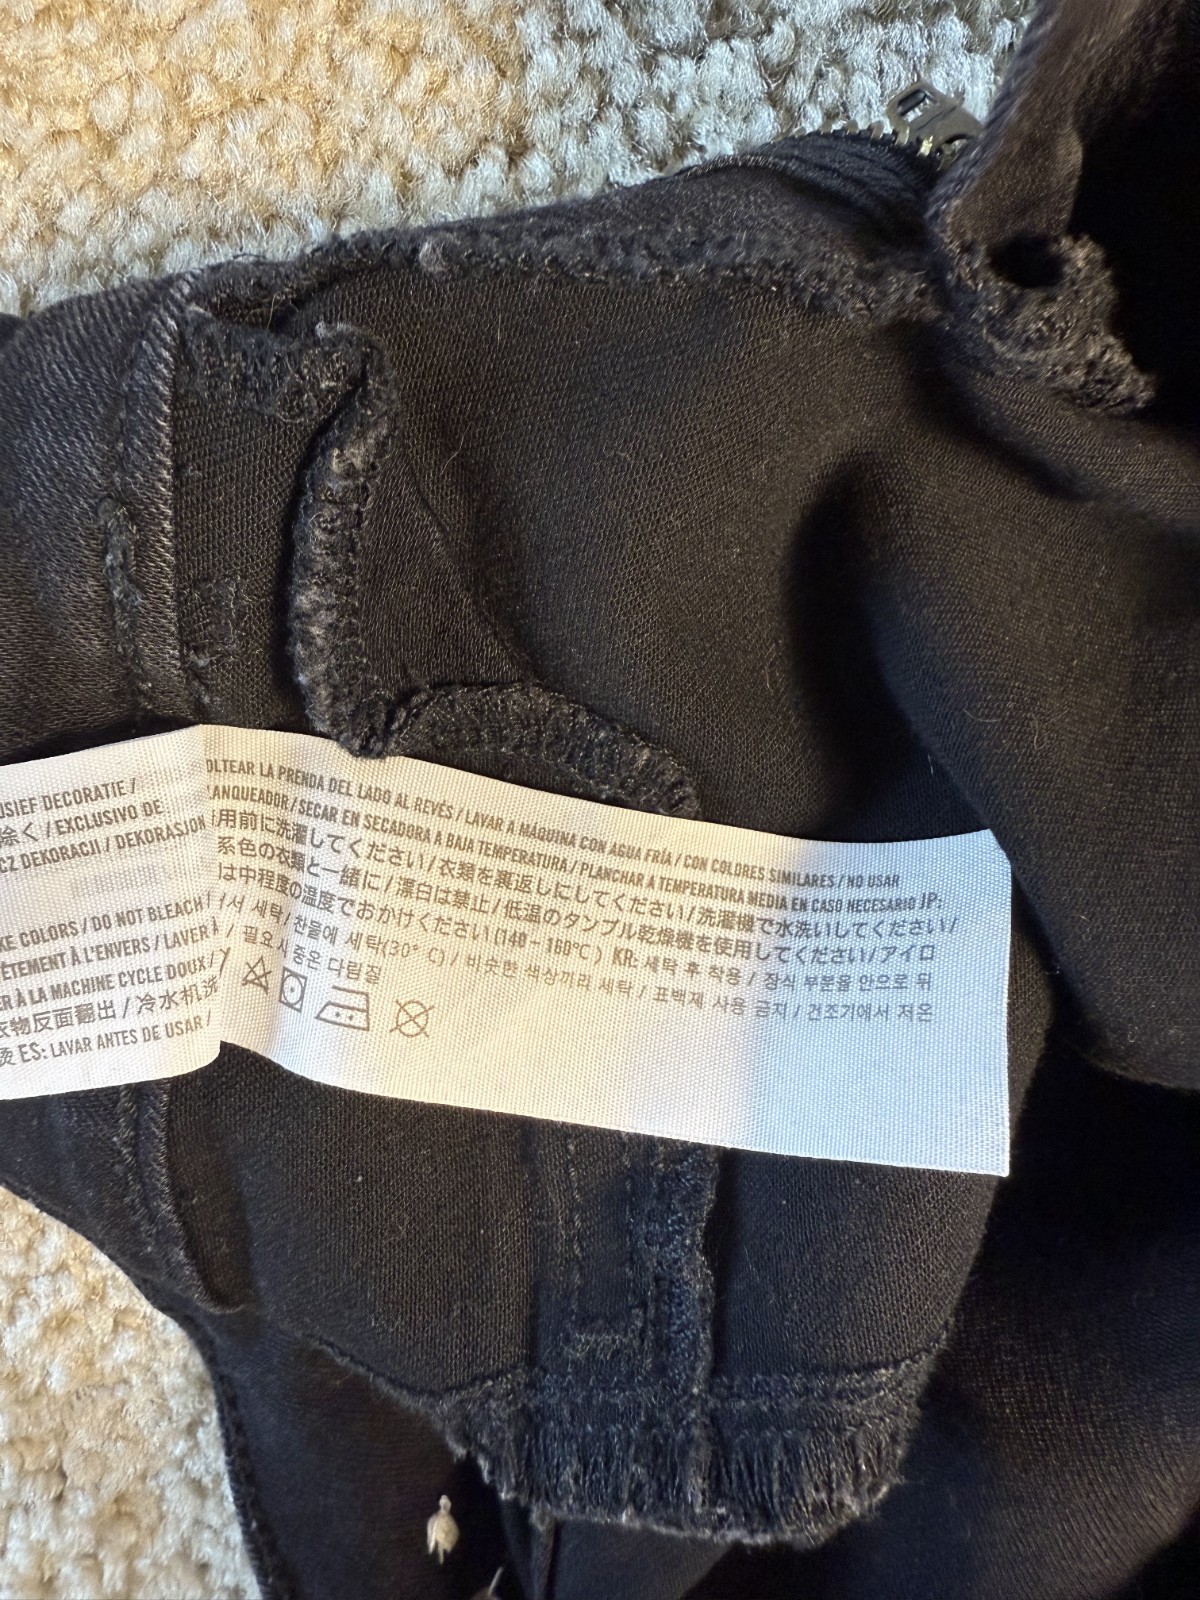 USIEF DECORATIE /
除く / EXCLUSIVO DE
CZ DEKORACJI / DEKORASJON
KE COLORS / DO NOT BLEACH /
ÊTEMENT À L'ENVERS / LAVER À
ER À LA MACHINE CYCLE DOUX /
衣物反面翻出 / 冷水机洗
烫 ES: LAVAR ANTES DE USAR /
OLTEAR LA PRENDA DEL LADO AL REVÉS / LAVAR A MÁQUINA CON AGUA FRÍA / CON COLORES SIMILARES / NO USAR
LANQUEADOR / SECAR EN SECADORA A BAJA TEMPERATURA / PLANCHAR A TEMPERATURA MEDIA EN CASO NECESARIO JP:
用前に洗濯してください / 衣類を裏返しにしてください / 洗濯機で水洗いしてください /
系色の衣類と一緒に / 漂白は禁止 / 低温のタンブル乾燥機を使用してください / アイロ
は中程度の温度でおかけください (140 – 160℃) KR: 세탁 후 착용 / 장식 부분을 안으로 뒤
서 세탁 / 찬물에 세탁(30° C) / 비슷한 색상끼리 세탁 / 표백제 사용 금지 / 건조기에서 저온
/ 필요시 중온 다림질